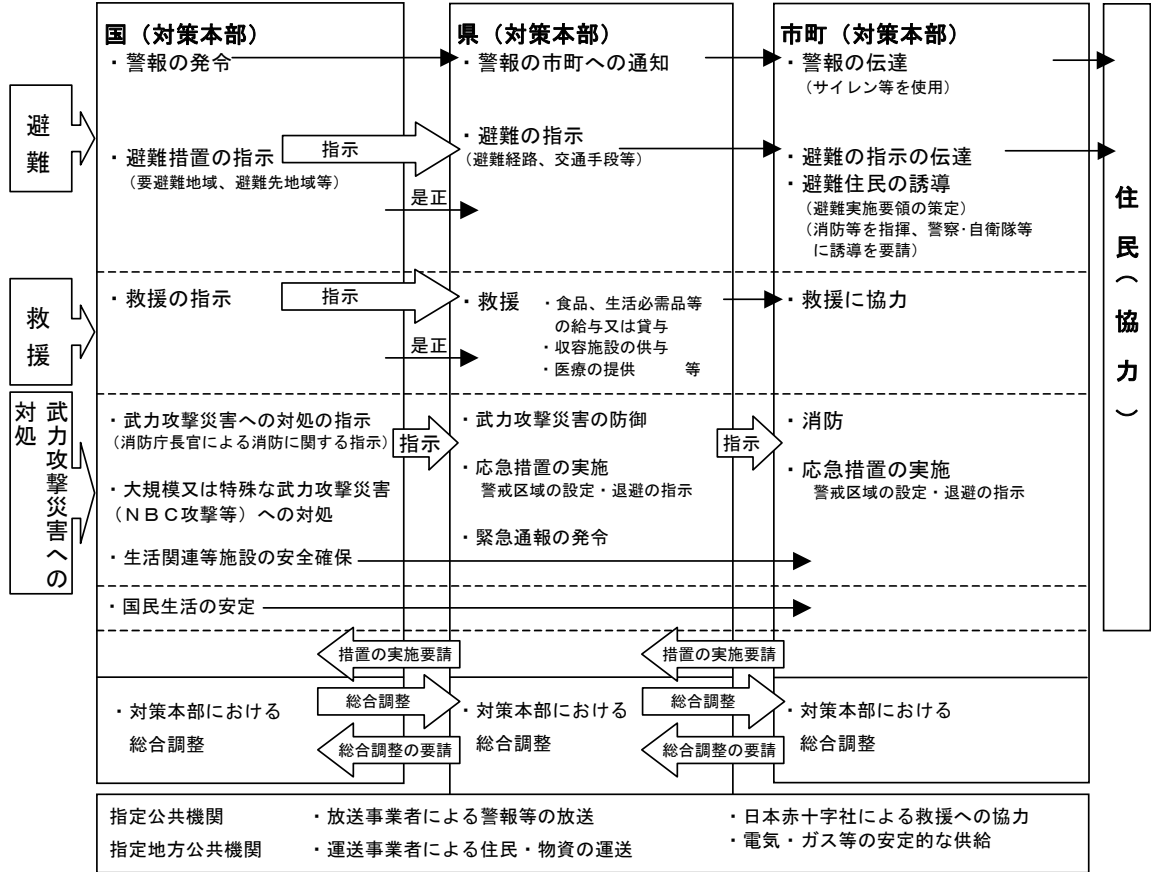 避難
救援
武力攻撃災害への
対処
国（対策本部）
・警報の発令
・避難措置の指示
（要避難地域、避難先地域等）
指示
是正
・救援の指示
指示
是正
・武力攻撃災害への対処の指示
（消防庁長官による消防に関する指示）
指示
・大規模又は特殊な武力攻撃災害
（ＮＢＣ攻撃等）への対処
・生活関連等施設の安全確保
・国民生活の安定
措置の実施要請
・対策本部における
総合調整
総合調整
総合調整の要請
県（対策本部）
・警報の市町への通知
・避難の指示
（避難経路、交通手段等）
・救援
・食品、生活必需品等
の給与又は貸与
・収容施設の供与
・医療の提供　　等
・武力攻撃災害の防御
指示
・応急措置の実施
警戒区域の設定・退避の指示
・緊急通報の発令
措置の実施要請
・対策本部における
総合調整
総合調整
総合調整の要請
市町（対策本部）
・警報の伝達
（サイレン等を使用）
・避難の指示の伝達
・避難住民の誘導
（避難実施要領の策定）
（消防等を指揮、警察・自衛隊等
に誘導を要請）
・救援に協力
・消防
・応急措置の実施
警戒区域の設定・退避の指示
・対策本部における
総合調整
住民（協力）
指定公共機関
指定地方公共機関
・放送事業者による警報等の放送
・運送事業者による住民・物資の運送
・日本赤十字社による救援への協力
・電気・ガス等の安定的な供給